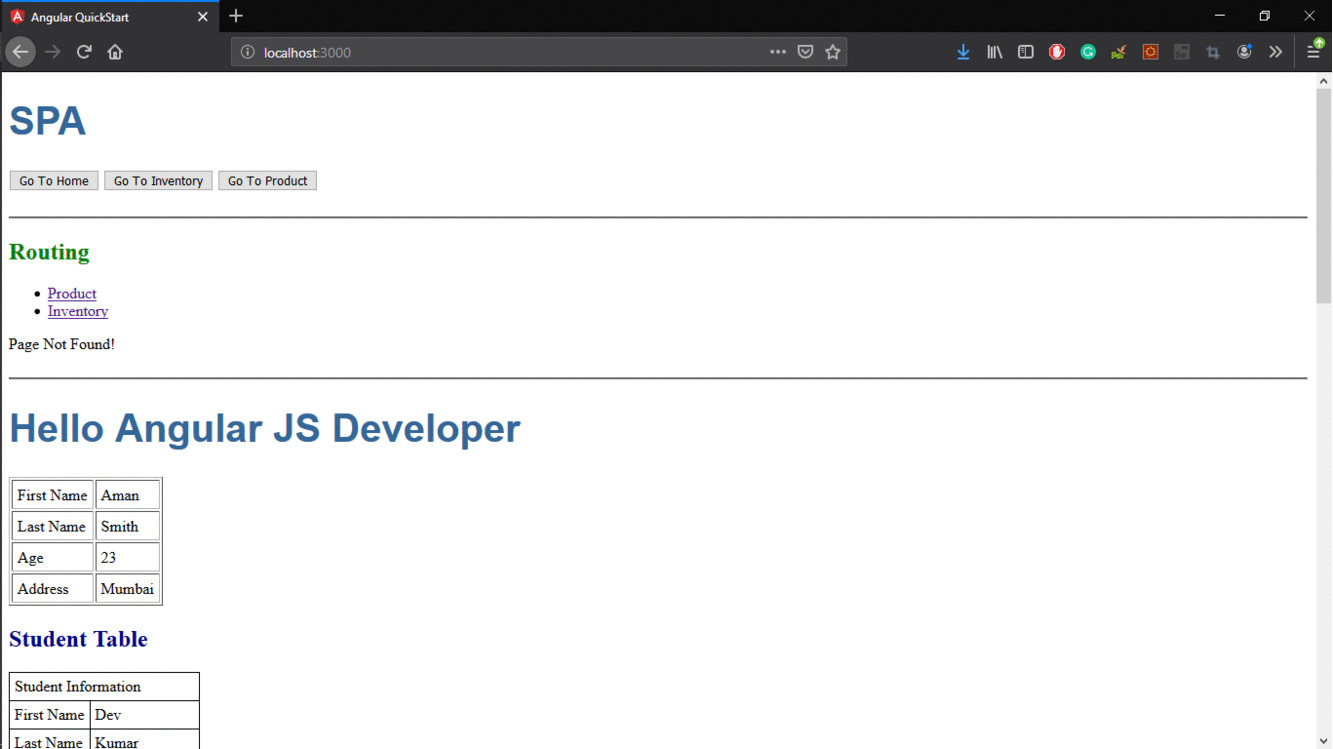 Angular QuickStart
localhost:3000
SPA
Go To Home Go To Inventory Go To Product
Routing
Product
Inventory
Page Not Found!
Hello Angular JS Developer
First Name Aman
Last Name Smith
Age 23
Address Mumbai
Student Table
Student Information
First Name Dev
Last Name Kumar